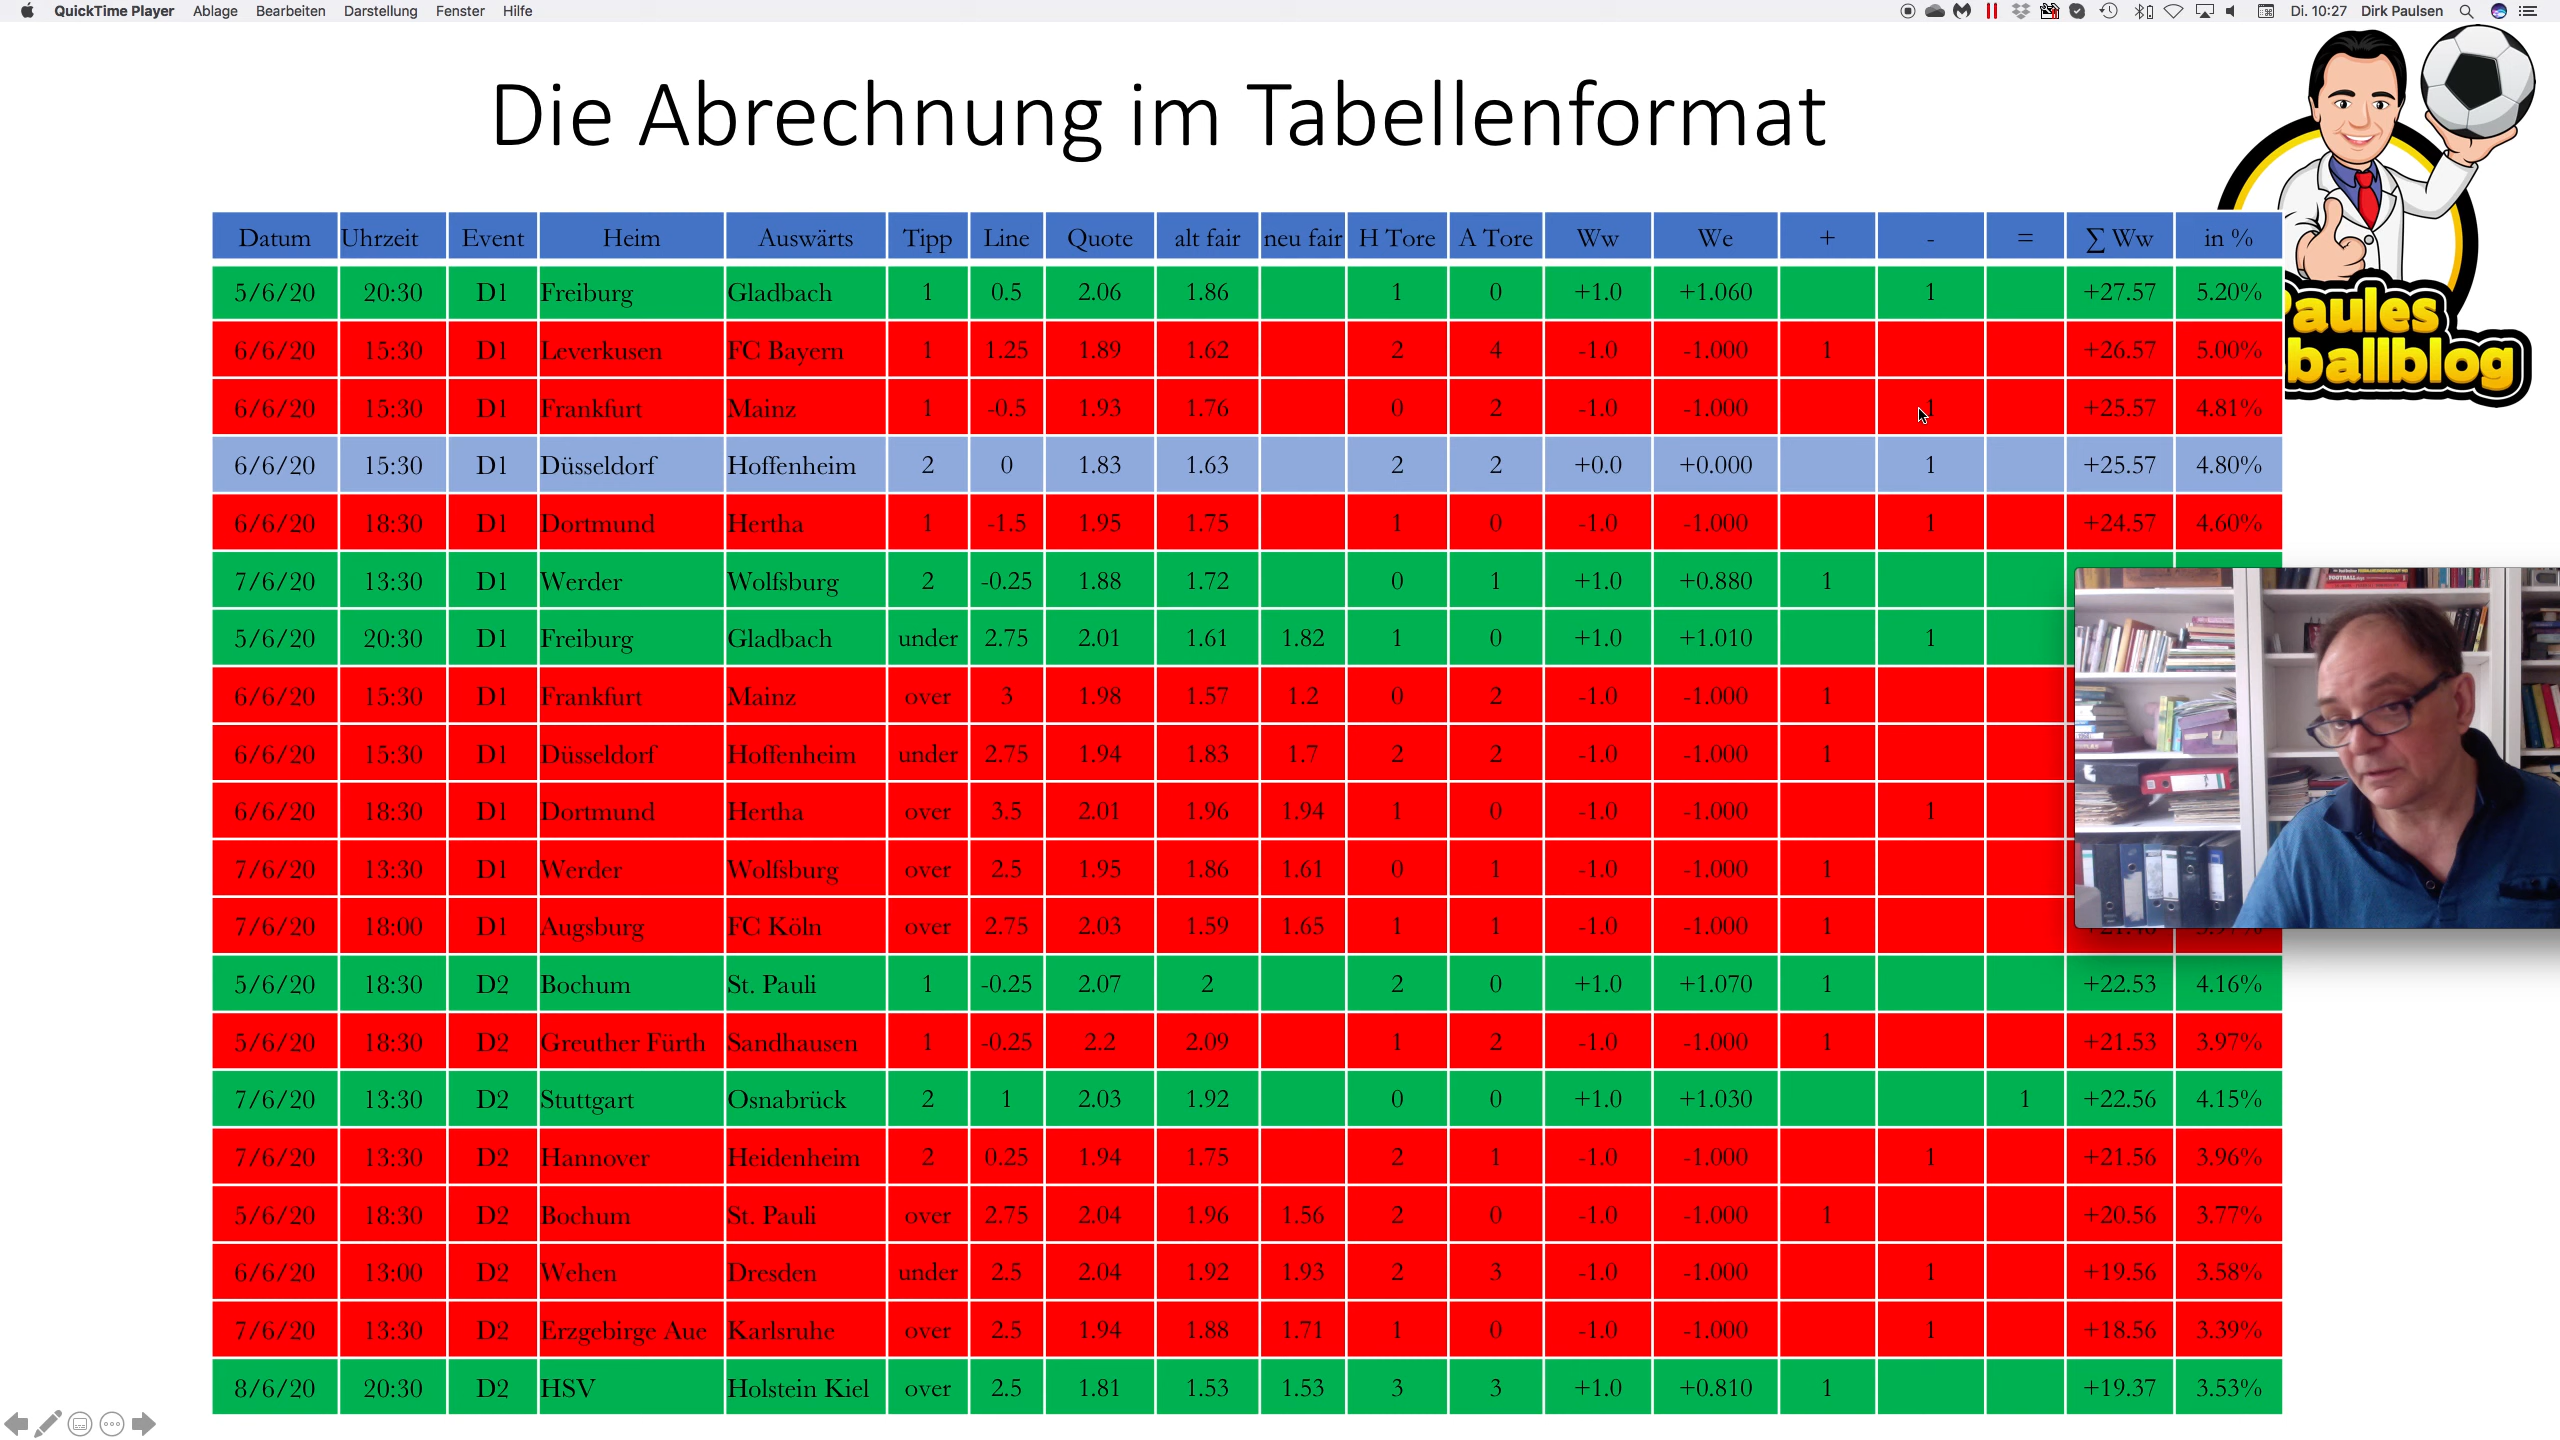 QuickTime Player Ablage Bearbeiten Darstellung Fenster Hilfe Di. 10:27 Dirk Paulsen
Die Abrechnung im Tabellenformat
Datum Uhrzeit Event Heim Auswärts Tipp Line Quote alt fair neu fair H Tore A Tore Ww We + - = ∑ Ww in %
5/6/20 20:30 D1 Freiburg Gladbach 1 0.5 2.06 1.86 1 0 +1.0 +1.060 1 +27.57 5.20%
6/6/20 15:30 D1 Leverkusen FC Bayern 1 1.25 1.89 1.62 2 4 -1.0 -1.000 1 +26.57 5.00%
6/6/20 15:30 D1 Frankfurt Mainz 1 -0.5 1.93 1.76 0 2 -1.0 -1.000 1 +25.57 4.81%
6/6/20 15:30 D1 Düsseldorf Hoffenheim 2 0 1.83 1.63 2 2 +0.0 +0.000 1 +25.57 4.80%
6/6/20 18:30 D1 Dortmund Hertha 1 -1.5 1.95 1.75 1 0 -1.0 -1.000 1 +24.57 4.60%
7/6/20 13:30 D1 Werder Wolfsburg 2 -0.25 1.88 1.72 0 1 +1.0 +0.880 1
5/6/20 20:30 D1 Freiburg Gladbach under 2.75 2.01 1.61 1.82 1 0 +1.0 +1.010 1
6/6/20 15:30 D1 Frankfurt Mainz over 3 1.98 1.57 1.2 0 2 -1.0 -1.000 1
6/6/20 15:30 D1 Düsseldorf Hoffenheim under 2.75 1.94 1.83 1.7 2 2 -1.0 -1.000 1
6/6/20 18:30 D1 Dortmund Hertha over 3.5 2.01 1.96 1.94 1 0 -1.0 -1.000 1
7/6/20 13:30 D1 Werder Wolfsburg over 2.5 1.95 1.86 1.61 0 1 -1.0 -1.000 1
7/6/20 18:00 D1 Augsburg FC Köln over 2.75 2.03 1.59 1.65 1 1 -1.0 -1.000 1
5/6/20 18:30 D2 Bochum St. Pauli 1 -0.25 2.07 2 2 0 +1.0 +1.070 1 +22.53 4.16%
5/6/20 18:30 D2 Greuther Fürth Sandhausen 1 -0.25 2.2 2.09 1 2 -1.0 -1.000 1 +21.53 3.97%
7/6/20 13:30 D2 Stuttgart Osnabrück 2 1 2.03 1.92 0 0 +1.0 +1.030 1 +22.56 4.15%
7/6/20 13:30 D2 Hannover Heidenheim 2 0.25 1.94 1.75 2 1 -1.0 -1.000 1 +21.56 3.96%
5/6/20 18:30 D2 Bochum St. Pauli over 2.75 2.04 1.96 1.56 2 0 -1.0 -1.000 1 +20.56 3.77%
6/6/20 13:00 D2 Wehen Dresden under 2.5 2.04 1.92 1.93 2 3 -1.0 -1.000 1 +19.56 3.58%
7/6/20 13:30 D2 Erzgebirge Aue Karlsruhe over 2.5 1.94 1.88 1.71 1 0 -1.0 -1.000 1 +18.56 3.39%
8/6/20 20:30 D2 HSV Holstein Kiel over 2.5 1.81 1.53 1.53 3 3 +1.0 +0.810 1 +19.37 3.53%
aules
ballblog